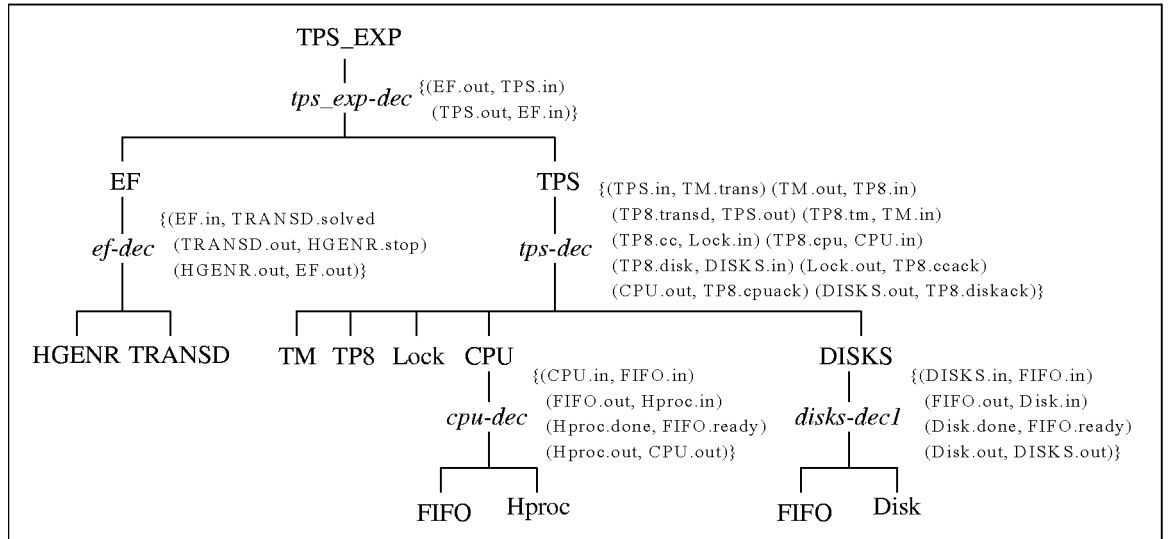 TPS_EXP
tps_exp-dec
{(EF.out, TPS.in)
(TPS.out, EF.in)}
EF
TPS
ef-dec
{(EF.in, TRANSD.solved
(TRANSD.out, HGENR.stop)
(HGENR.out, EF.out)}
tps-dec
{(TPS.in, TM.trans) (TM.out, TP8.in)
(TP8.transd, TPS.out) (TP8.tm, TM.in)
(TP8.cc, Lock.in) (TP8.cpu, CPU.in)
(TP8.disk, DISKS.in) (Lock.out, TP8.ccack)
(CPU.out, TP8.cpuack) (DISKS.out, TP8.diskack)}
HGENR TRANSD TM TP8 Lock CPU DISKS
cpu-dec
{(CPU.in, FIFO.in)
(FIFO.out, Hproc.in)
(Hproc.done, FIFO.ready)
(Hproc.out, CPU.out)}
disks-dec1
{(DISKS.in, FIFO.in)
(FIFO.out, Disk.in)
(Disk.done, FIFO.ready)
(Disk.out, DISKS.out)}
FIFO Hproc FIFO Disk